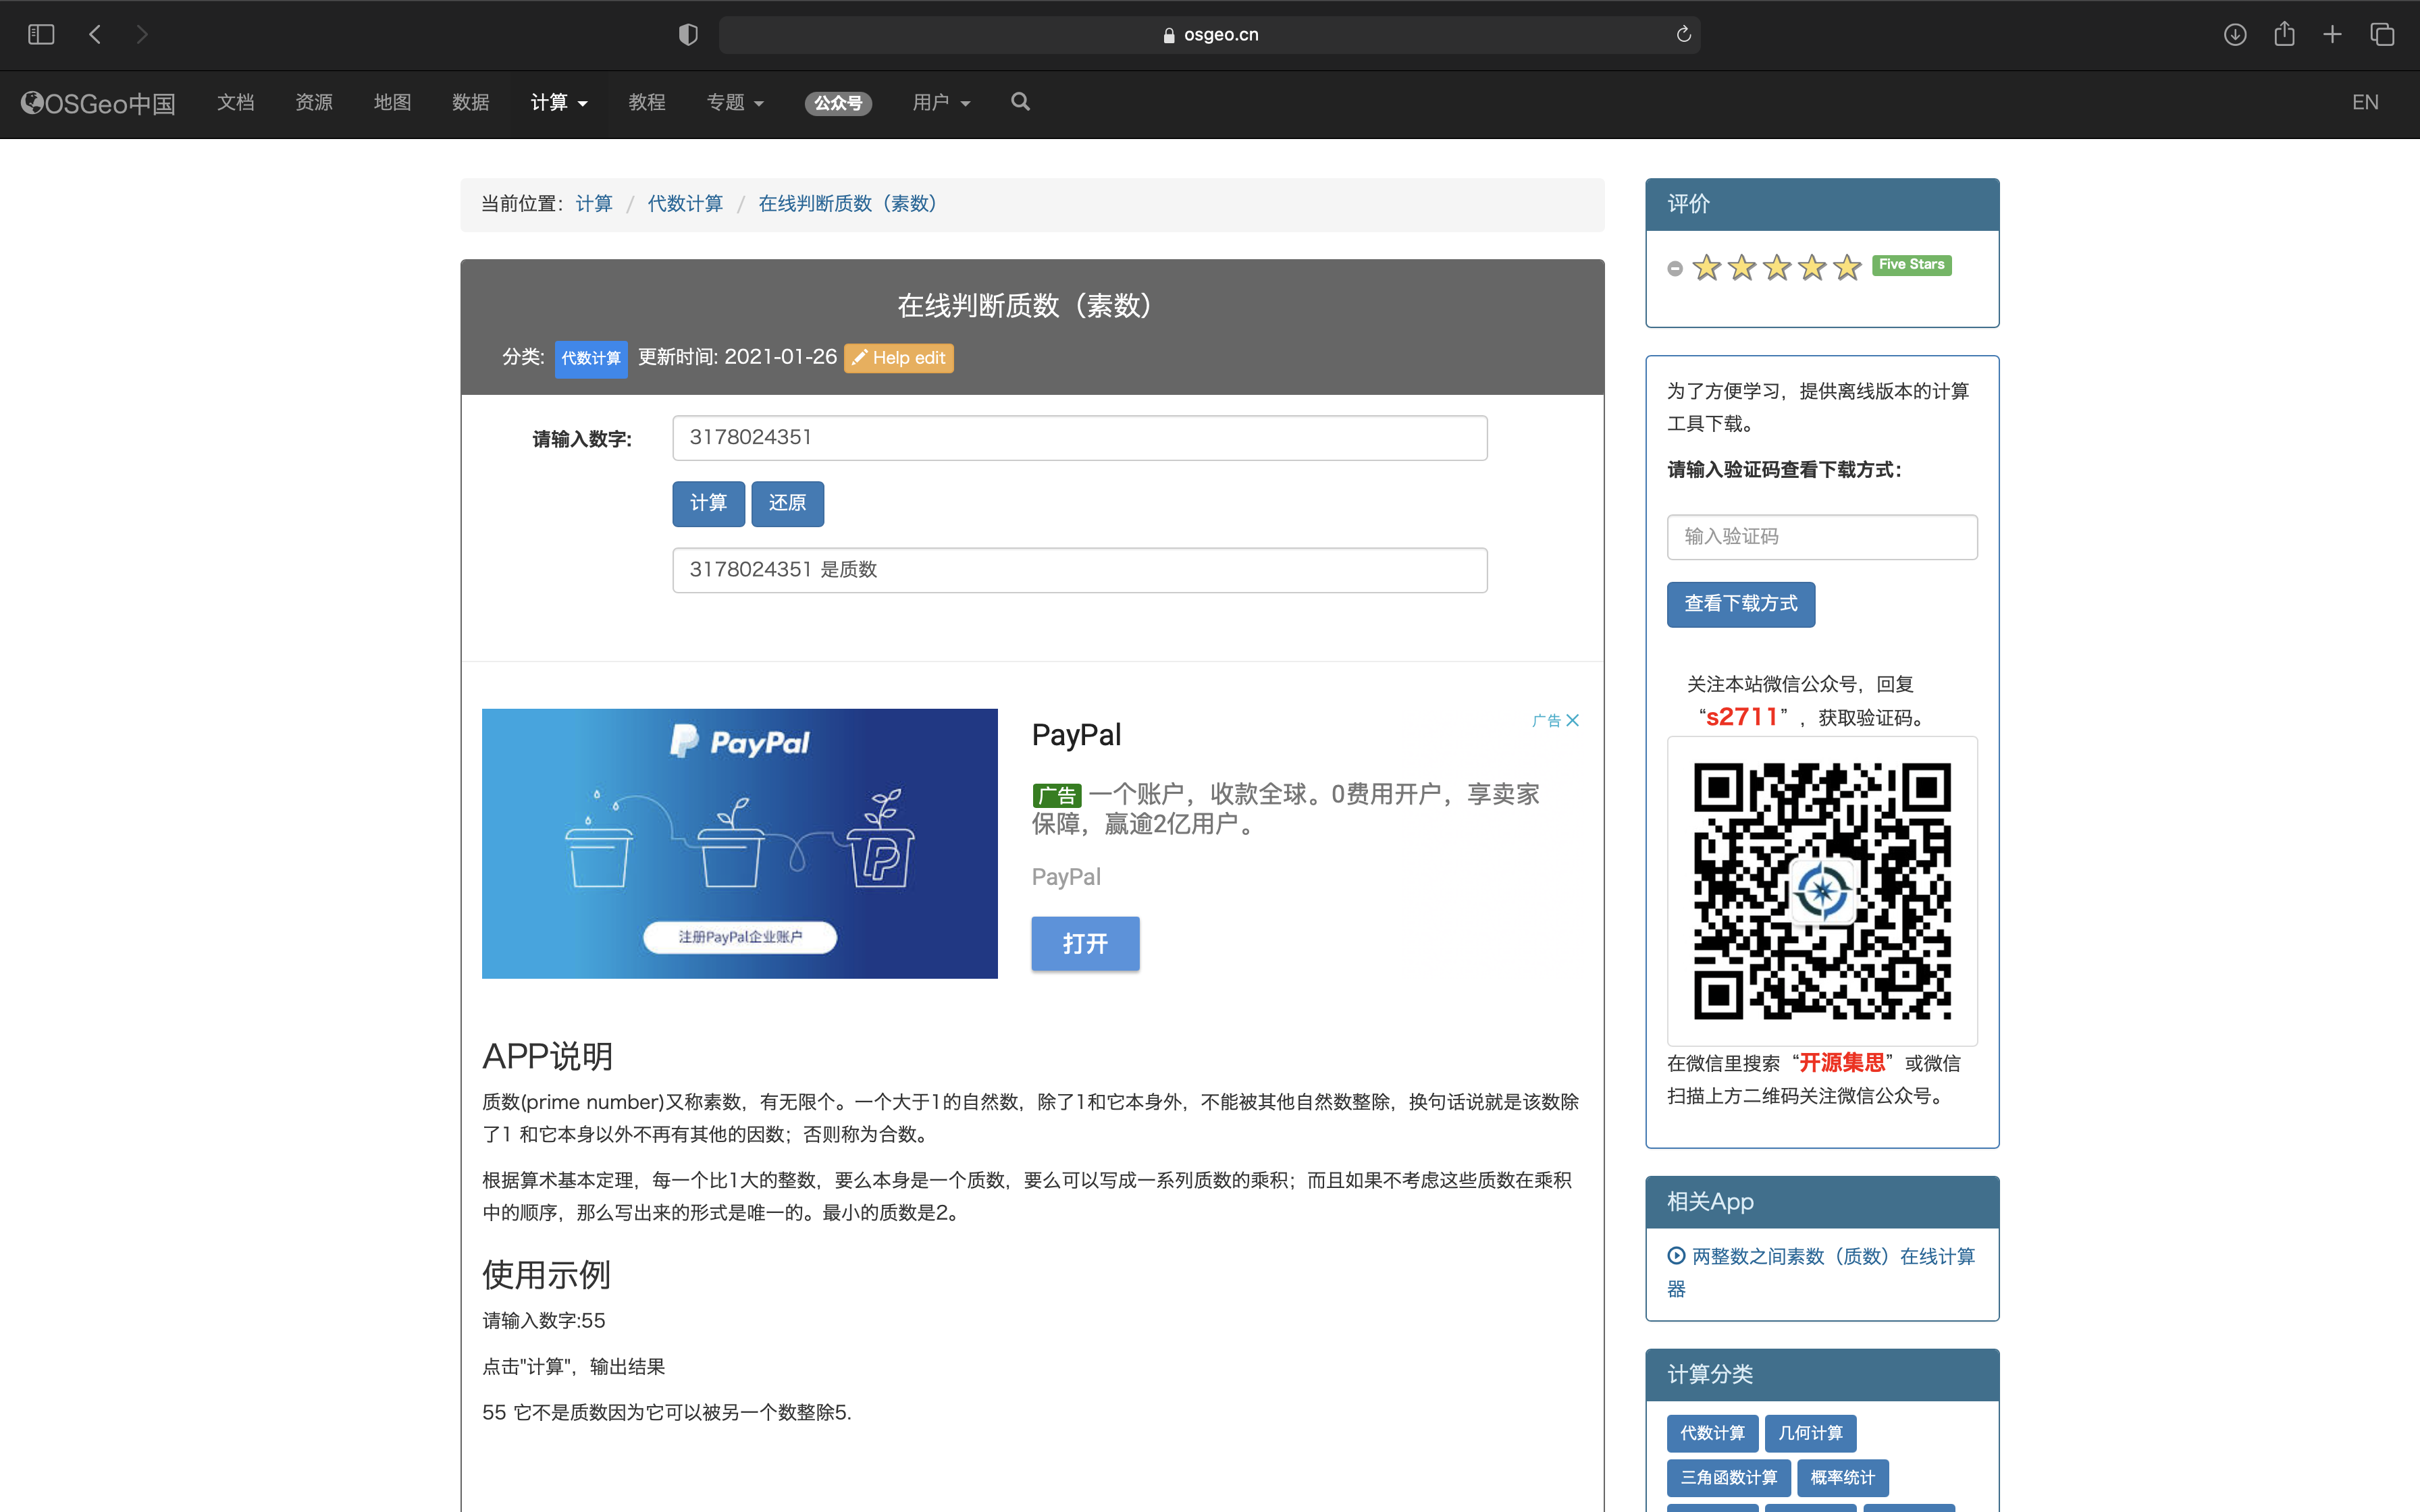 osgeo.cn
OSGeo中国 文档 资源 地图 数据 计算 教程 专题 公众号 用户 EN
当前位置：计算 / 代数计算 / 在线判断质数（素数）
在线判断质数（素数）
分类: 代数计算 更新时间: 2021-01-26 Help edit
请输入数字: 3178024351
计算 还原
3178024351 是质数
PayPal
注册PayPal企业账户
PayPal
广告
广告 一个账户，收款全球。0费用开户，享卖家
保障，赢逾2亿用户。
PayPal
打开
APP说明
质数(prime number)又称素数，有无限个。一个大于1的自然数，除了1和它本身外，不能被其他自然数整除，换句话说就是该数除
了1 和它本身以外不再有其他的因数；否则称为合数。
根据算术基本定理，每一个比1大的整数，要么本身是一个质数，要么可以写成一系列质数的乘积；而且如果不考虑这些质数在乘积
中的顺序，那么写出来的形式是唯一的。最小的质数是2。
使用示例
请输入数字:55
点击"计算"，输出结果
55 它不是质数因为它可以被另一个数整除5.
评价
Five Stars
为了方便学习，提供离线版本的计算
工具下载。
请输入验证码查看下载方式：
输入验证码
查看下载方式
关注本站微信公众号，回复
“s2711”，获取验证码。
在微信里搜索“开源集思”或微信
扫描上方二维码关注微信公众号。
相关App
两整数之间素数（质数）在线计算
器
计算分类
代数计算 几何计算
三角函数计算 概率统计